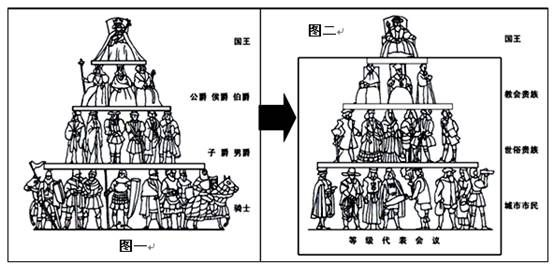 国王
公爵 侯爵 伯爵
子 爵 男爵
骑士
图一
图二
国王
教会贵族
世俗贵族
城市市民
等 级 代 表 会 议